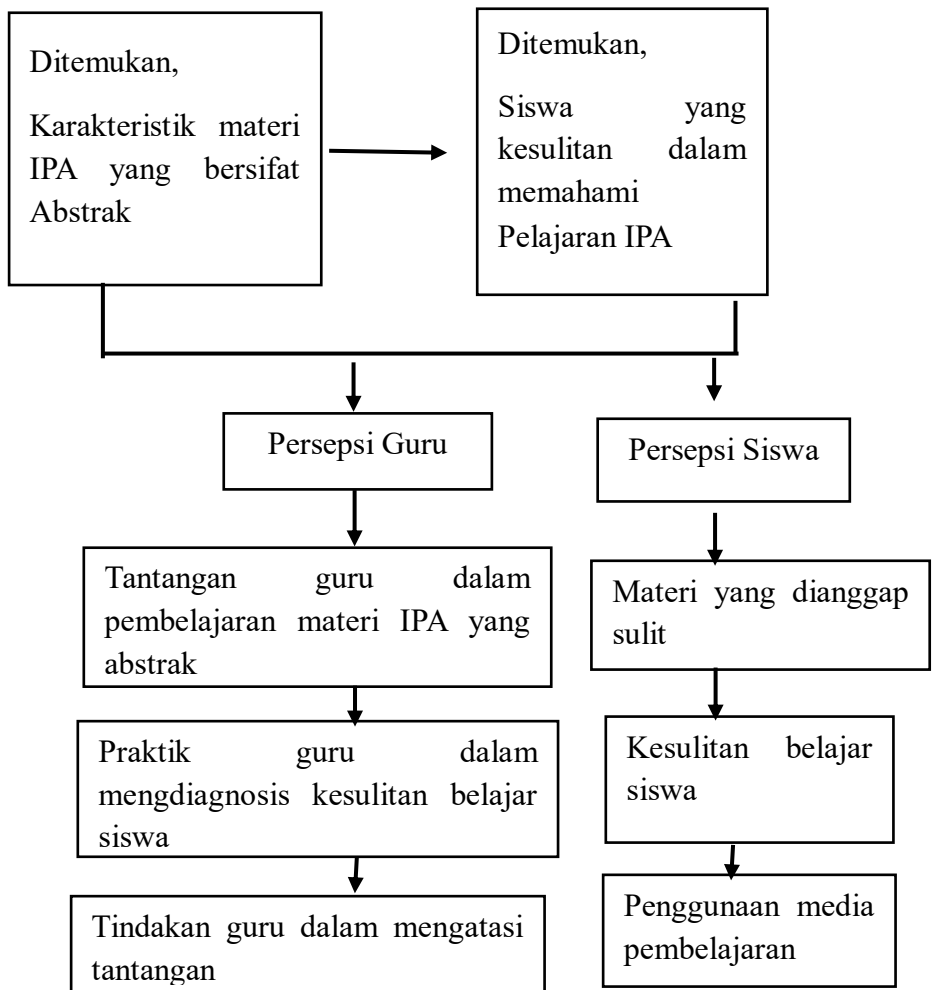 Ditemukan,
Karakteristik materi
IPA yang bersifat
Abstrak
Ditemukan,
Siswa yang
kesulitan dalam
memahami
Pelajaran IPA
Persepsi Guru
Persepsi Siswa
Tantangan guru dalam
pembelajaran materi IPA yang
abstrak
Materi yang dianggap
sulit
Praktik guru dalam
mengdiagnosis kesulitan belajar
siswa
Kesulitan belajar
siswa
Tindakan guru dalam mengatasi
tantangan
Penggunaan media
pembelajaran